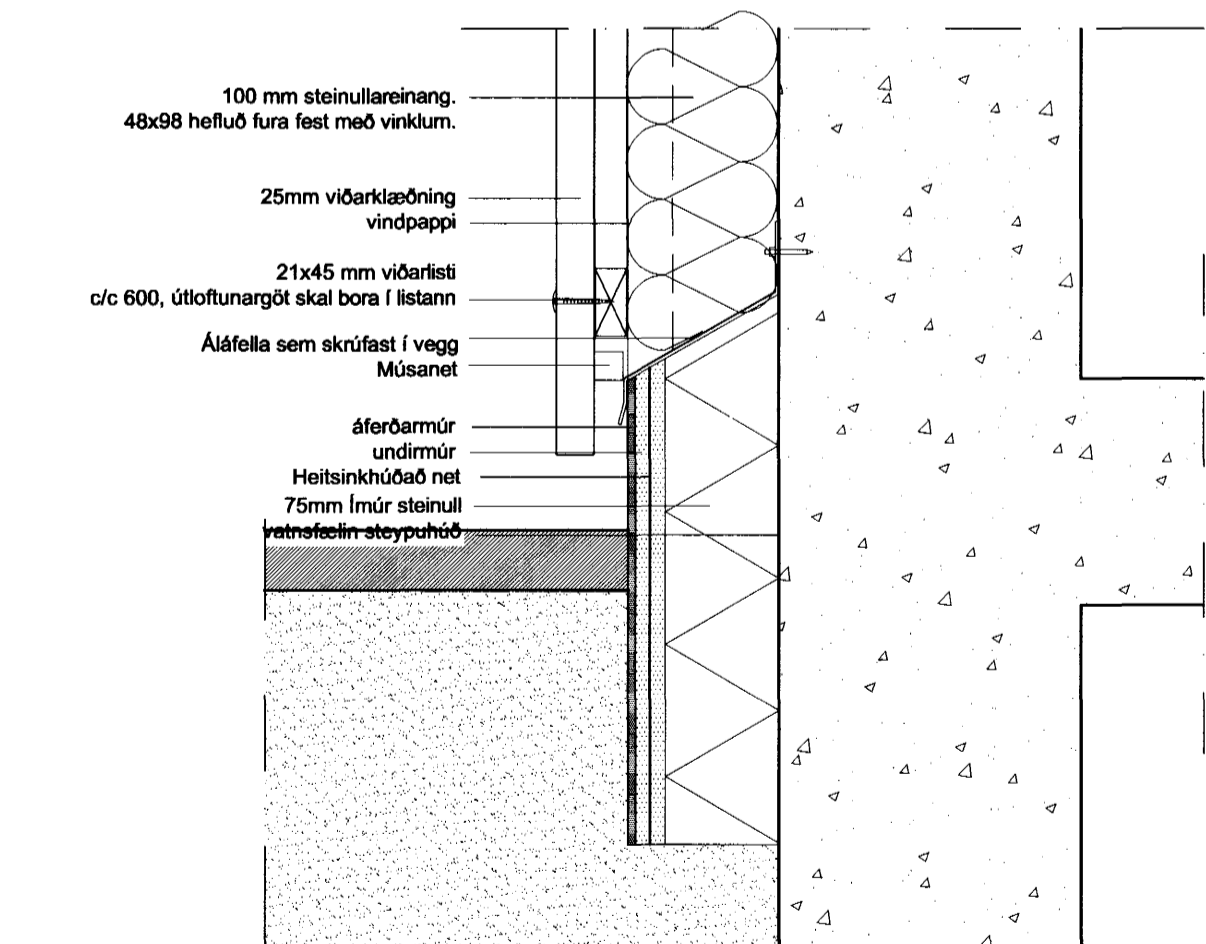 100 mm steinullareinang.
48x98 hefluð fura fest með vinklum.
25mm viðarklæðning
vindpappi
21x45 mm viðarlisti
c/c 600, útloftunargöt skal bora í listann
Áláfella sem skrúfast í vegg
Músanet
áferðarmúr
undirmúr
Heitsinkhúðað net
75mm Ímúr steinull
vatnsfælin steypuhúð